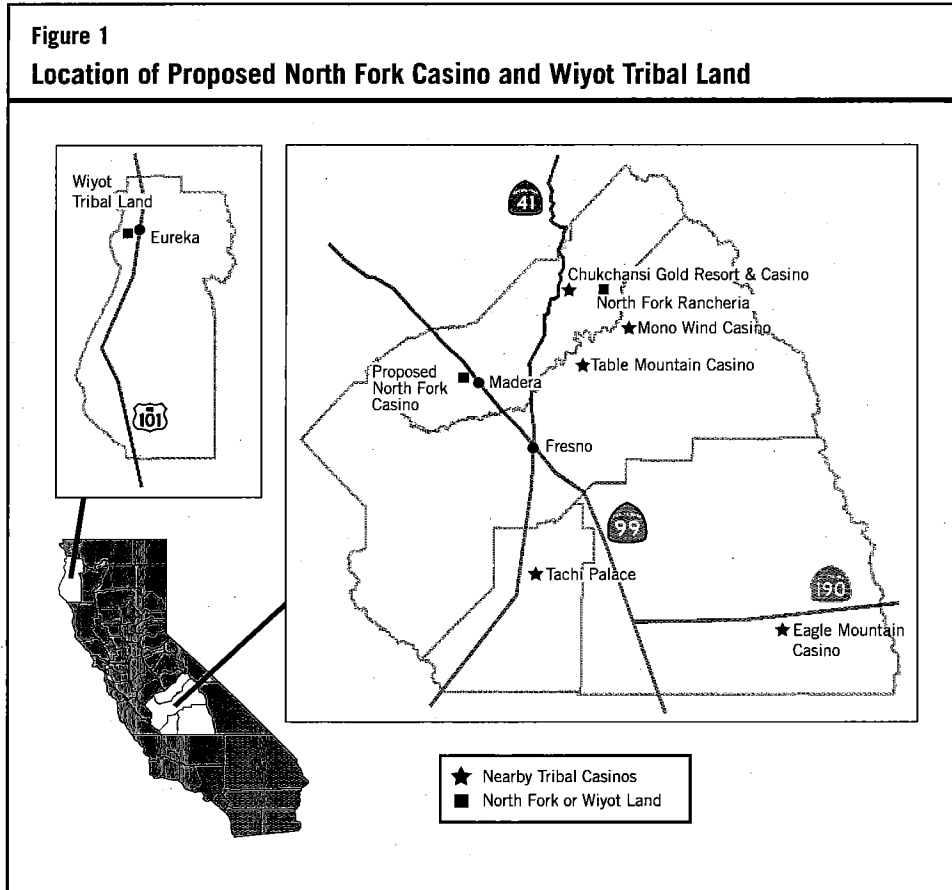 Figure 1
Location of Proposed North Fork Casino and Wiyot Tribal Land
Wiyot
Tribal Land
Eureka
101
41
Chukchansi Gold Resort & Casino
North Fork Rancheria
Mono Wind Casino
Table Mountain Casino
Proposed
North Fork
Casino
Madera
Fresno
99
Tachi Palace
190
Eagle Mountain
Casino
Nearby Tribal Casinos
North Fork or Wiyot Land